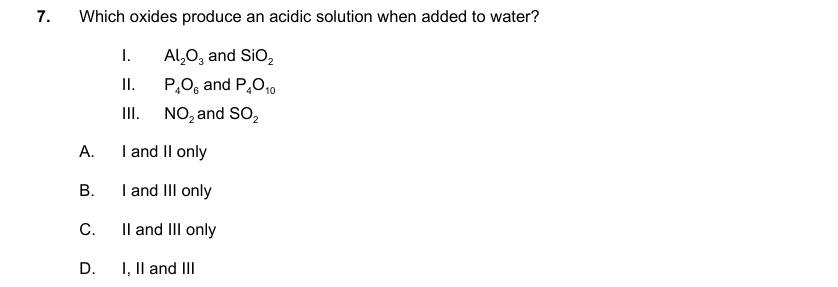 7. Which oxides produce an acidic solution when added to water?
I. Al₂O₃ and SiO₂
II. P₄O₆ and P₄O₁₀
III. NO₂ and SO₂
A. I and II only
B. I and III only
C. II and III only
D. I, II and III